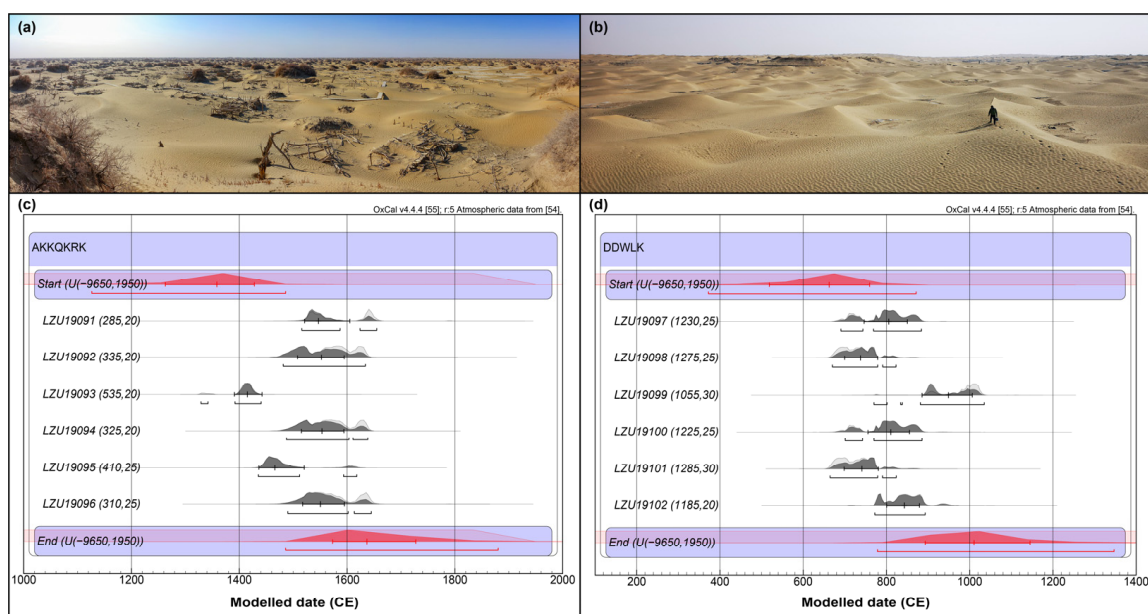 (a)
(b)
(c)
OxCal v4.4.4 [55]; r:5 Atmospheric data from [54].
AKKQKRK
Start (U(−9650,1950))
LZU19091 (285,20)
LZU19092 (335,20)
LZU19093 (535,20)
LZU19094 (325,20)
LZU19095 (410,25)
LZU19096 (310,25)
End (U(−9650,1950))
1000 1200 1400 1600 1800 2000
Modelled date (CE)
(d)
OxCal v4.4.4 [55]; r:5 Atmospheric data from [54].
DDWLK
Start (U(−9650,1950))
LZU19097 (1230,25)
LZU19098 (1275,25)
LZU19099 (1055,30)
LZU19100 (1225,25)
LZU19101 (1285,30)
LZU19102 (1185,20)
End (U(−9650,1950))
200 400 600 800 1000 1200 1400
Modelled date (CE)